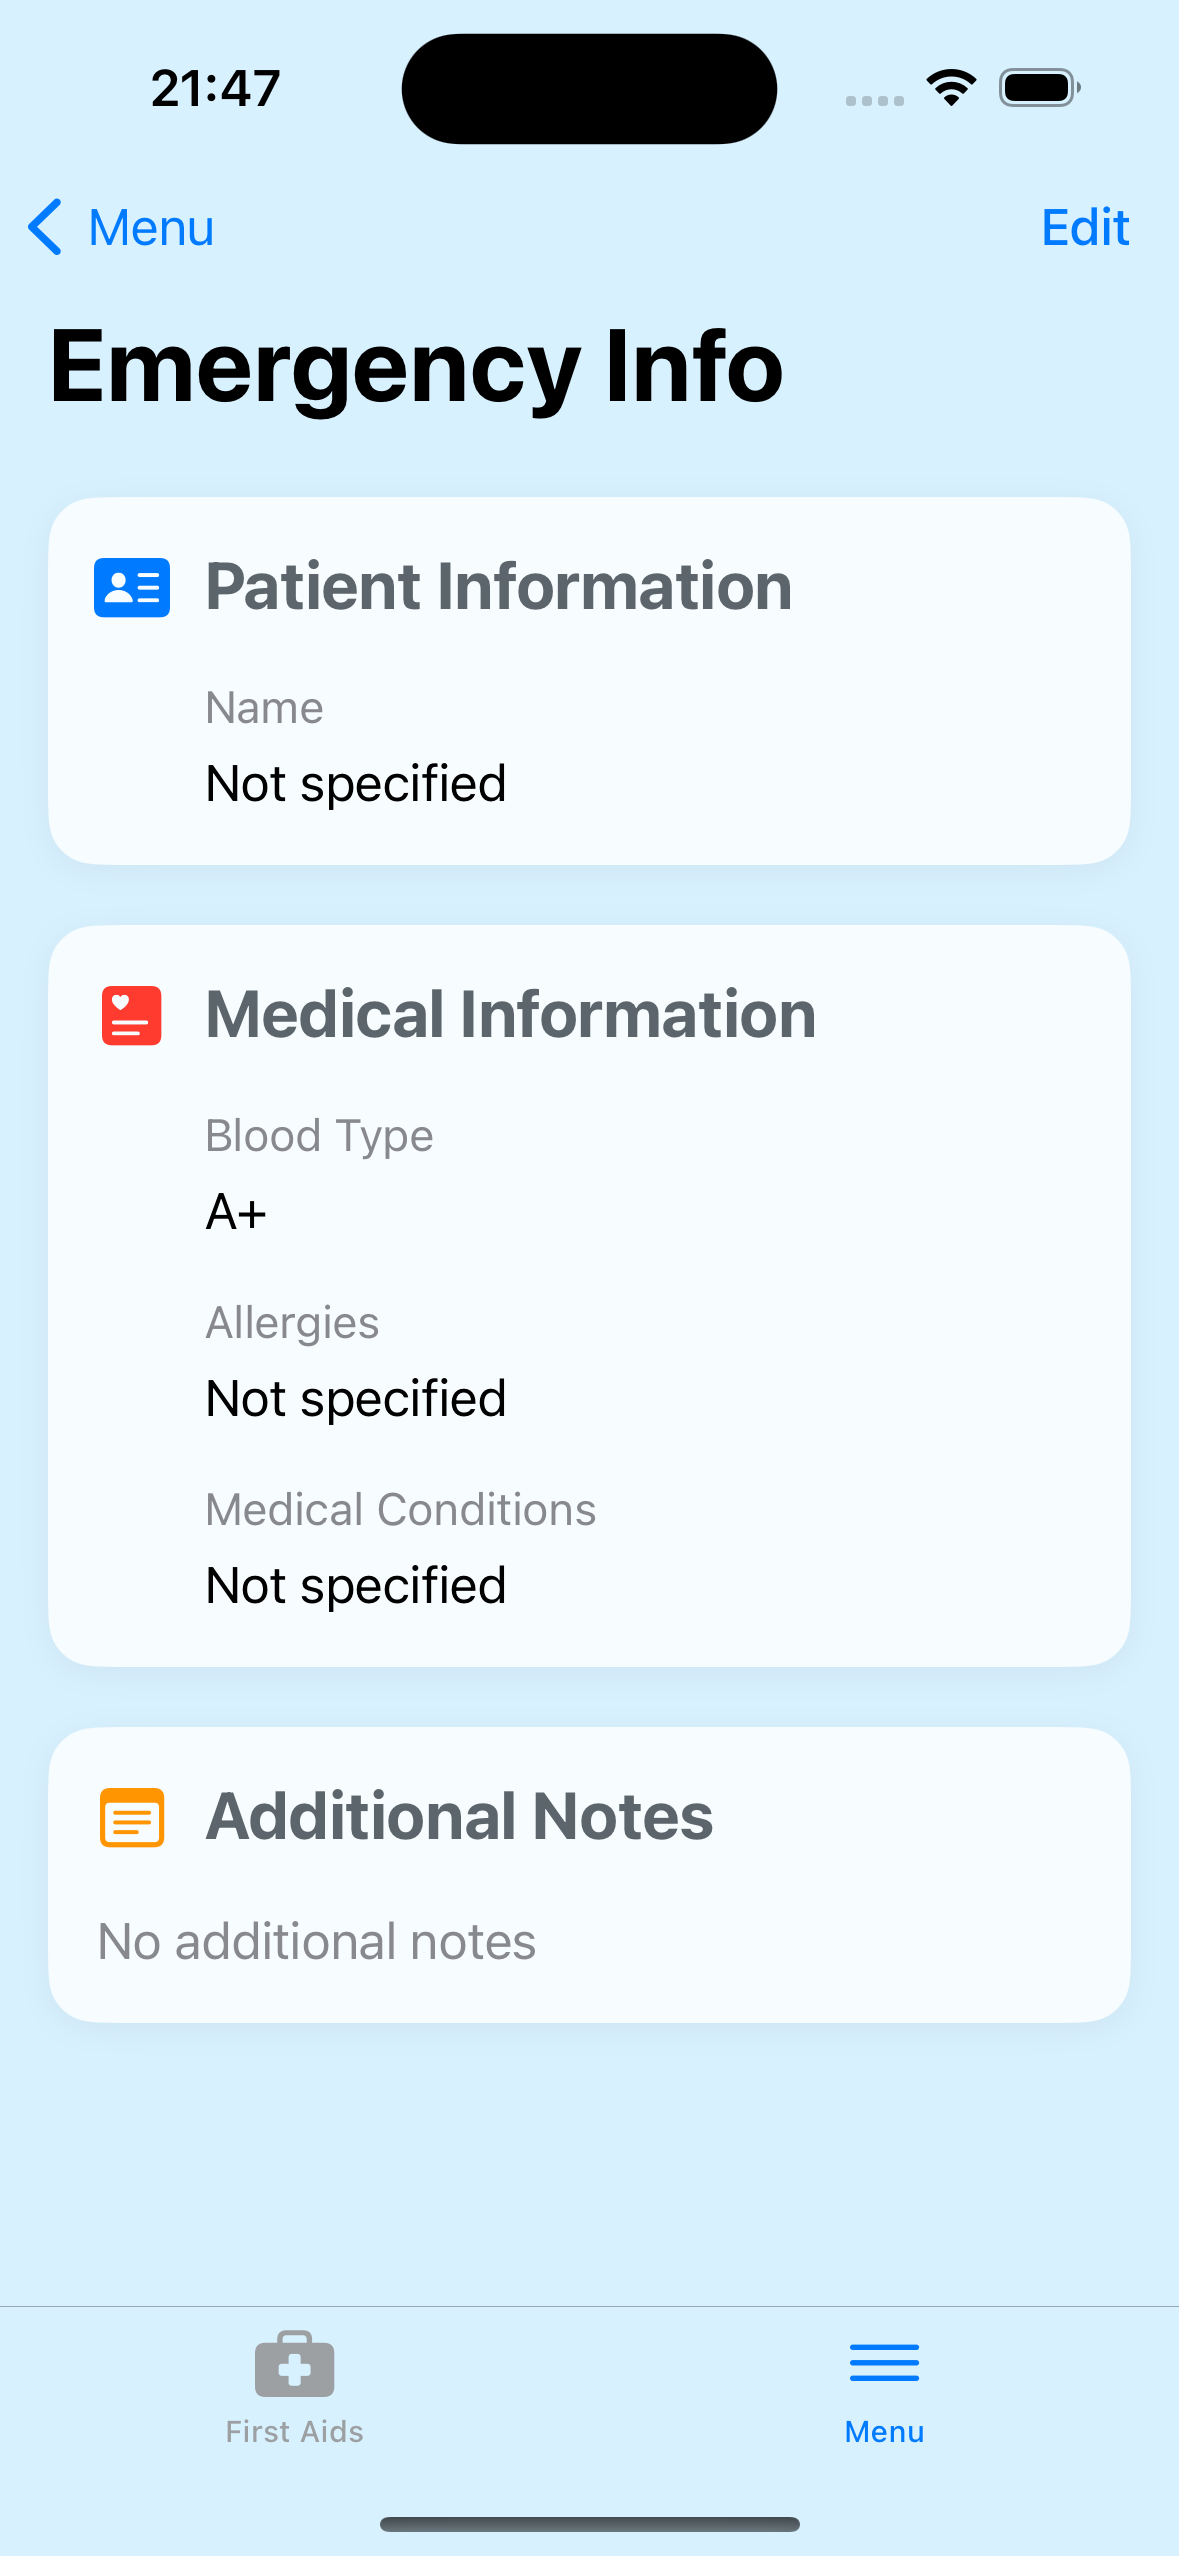 21:47
Menu
Edit
Emergency Info
Patient Information
Name
Not specified
Medical Information
Blood Type
A+
Allergies
Not specified
Medical Conditions
Not specified
Additional Notes
No additional notes
First Aids
Menu